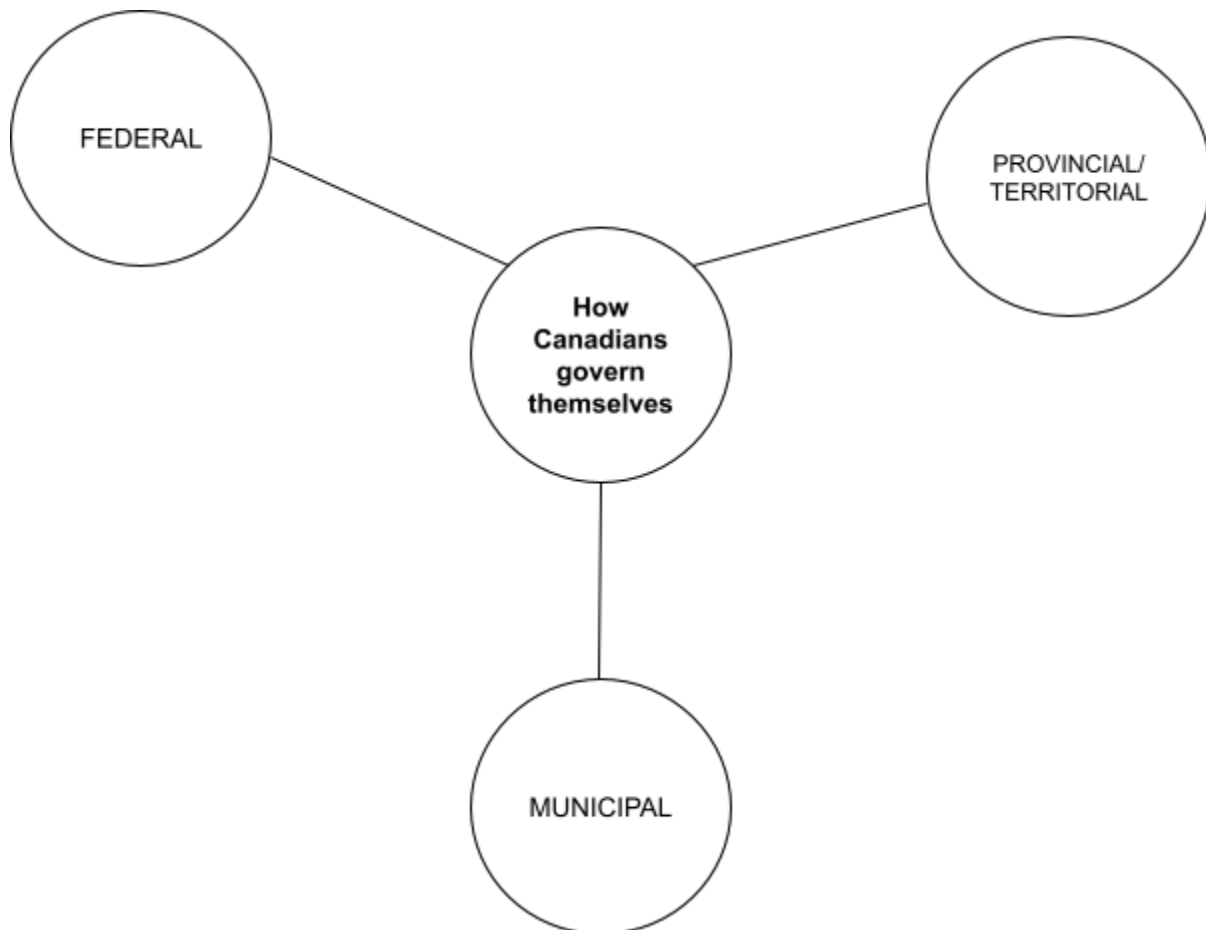 FEDERAL
PROVINCIAL/
TERRITORIAL
How
Canadians
govern
themselves
MUNICIPAL